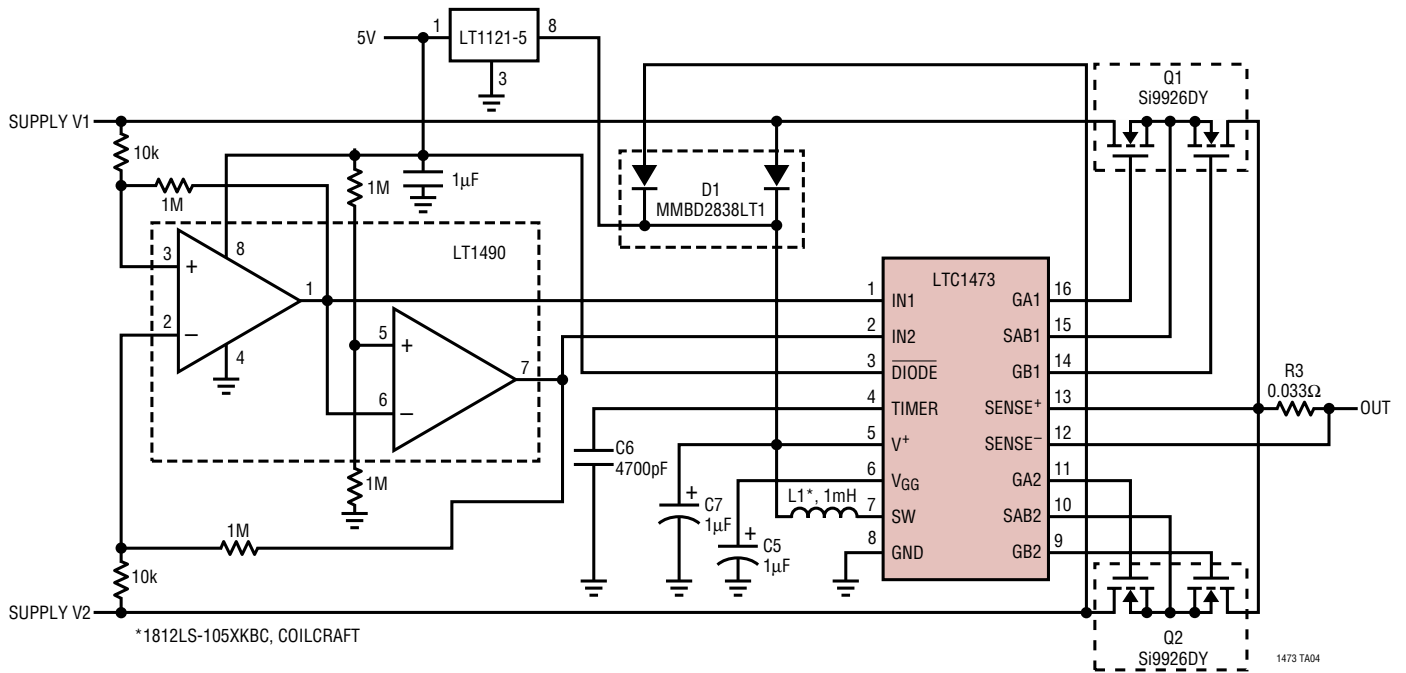 5V
1
LT1121-5
8
3
Q1
Si9926DY
SUPPLY V1
10k
1M
1M
1µF
D1
MMBD2838LT1
LT1490
3
+
8
1
2
–
4
5
+
7
6
–
LTC1473
1
IN1
GA1
16
2
IN2
SAB1
15
3
DIODE
GB1
14
4
TIMER
SENSE+
13
5
V+
SENSE–
12
6
VGG
GA2
11
7
SW
SAB2
10
8
GND
GB2
9
R3
0.033Ω
OUT
C6
4700pF
+
C7
1µF
L1*, 1mH
+
C5
1µF
1M
1M
10k
SUPPLY V2
*1812LS-105XKBC, COILCRAFT
Q2
Si9926DY
1473 TA04